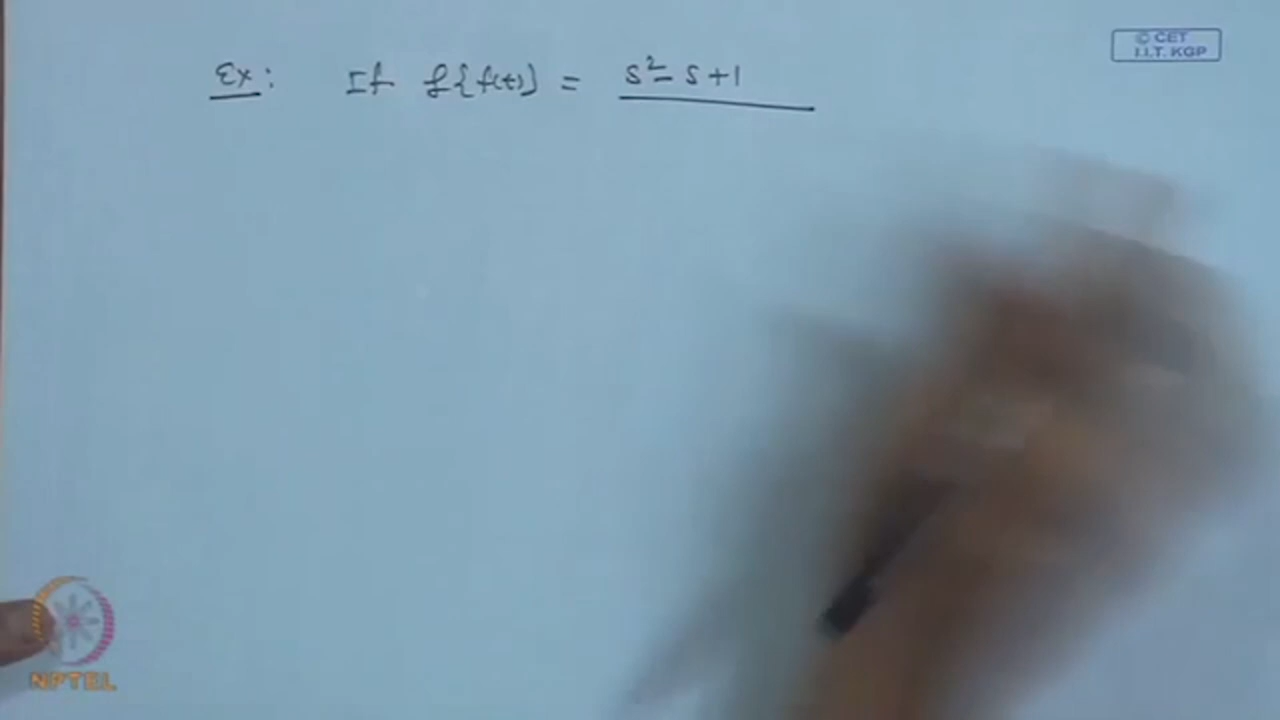 © CET
I.I.T. KGP
Ex: If ℒ{f(t)} = s² - s + 1
NPTEL